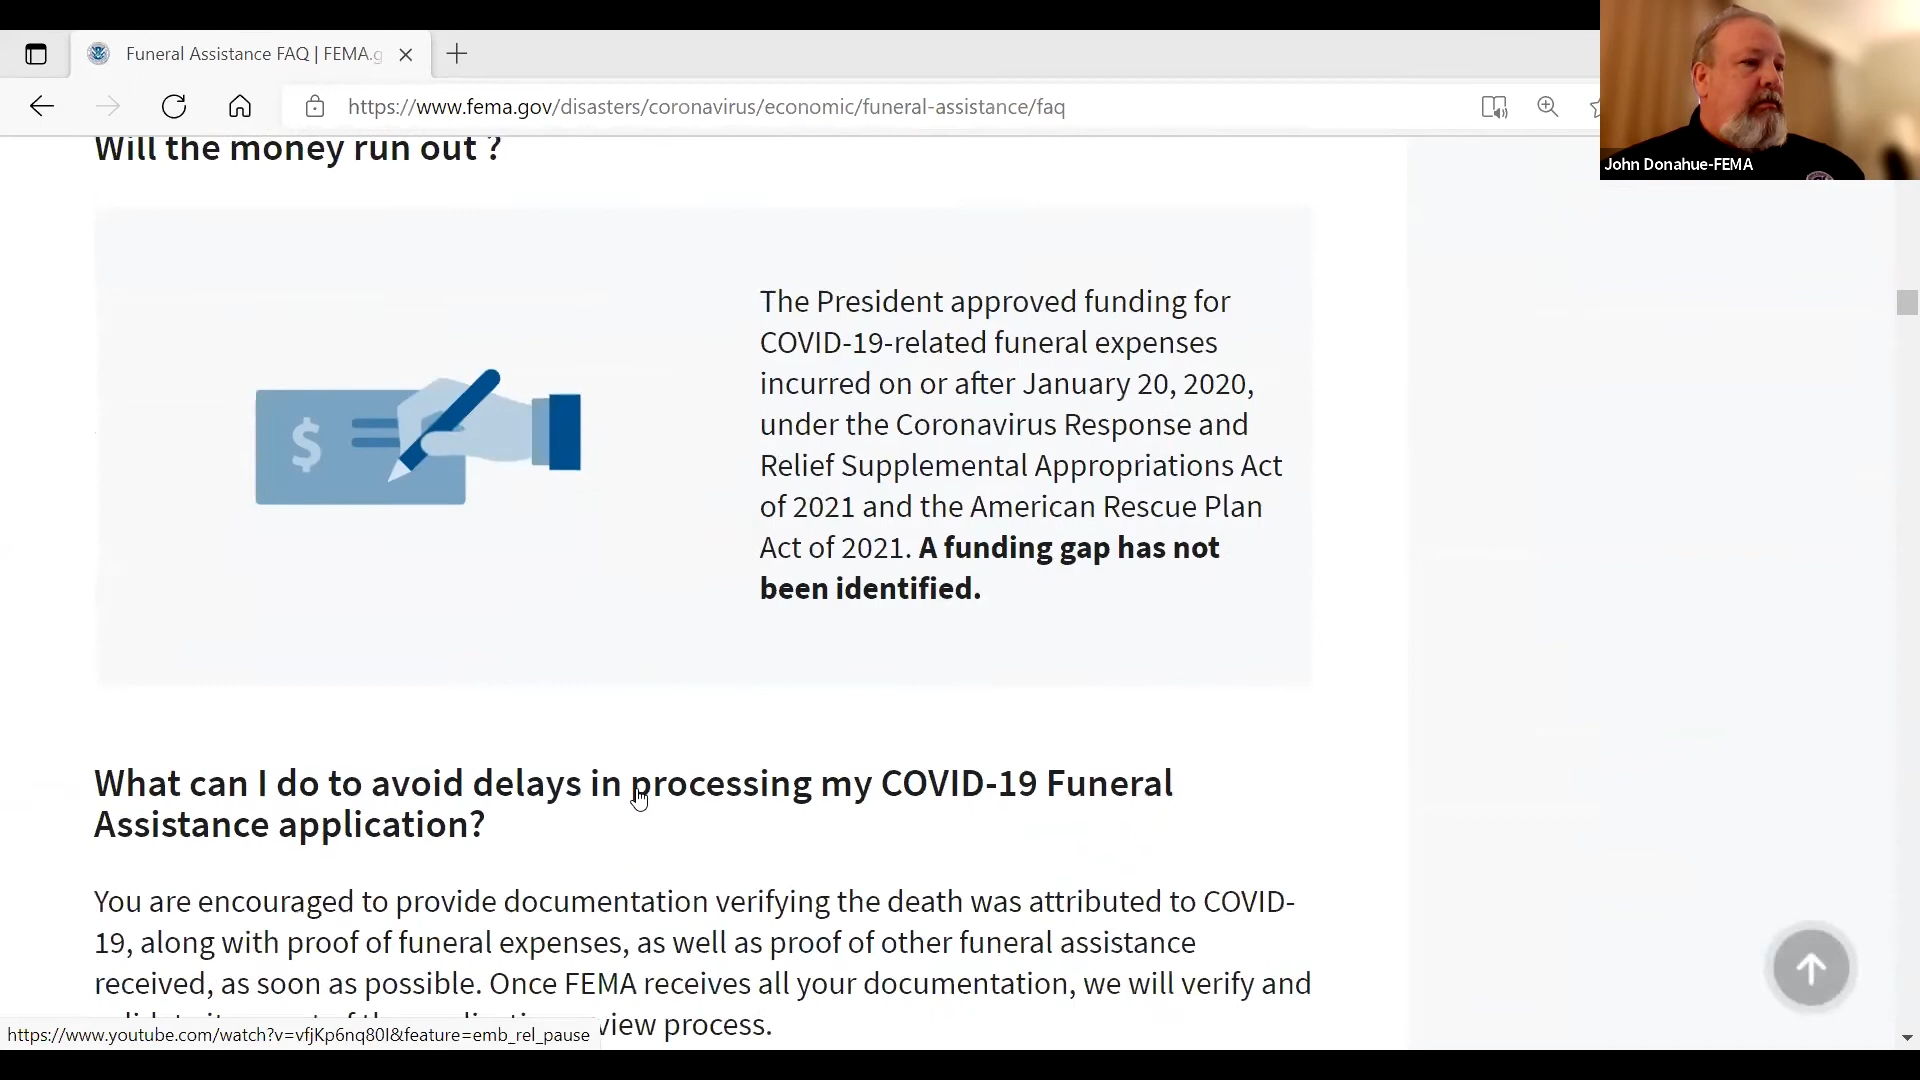 Funeral Assistance FAQ | FEMA.g
https://www.fema.gov/disasters/coronavirus/economic/funeral-assistance/faq
John Donahue-FEMA
Will the money run out ?
$
The President approved funding for
COVID-19-related funeral expenses
incurred on or after January 20, 2020,
under the Coronavirus Response and
Relief Supplemental Appropriations Act
of 2021 and the American Rescue Plan
Act of 2021. A funding gap has not
been identified.
What can I do to avoid delays in processing my COVID-19 Funeral
Assistance application?
You are encouraged to provide documentation verifying the death was attributed to COVID-
19, along with proof of funeral expenses, as well as proof of other funeral assistance
received, as soon as possible. Once FEMA receives all your documentation, we will verify and
view process.
https://www.youtube.com/watch?v=vfjKp6nq80I&feature=emb_rel_pause